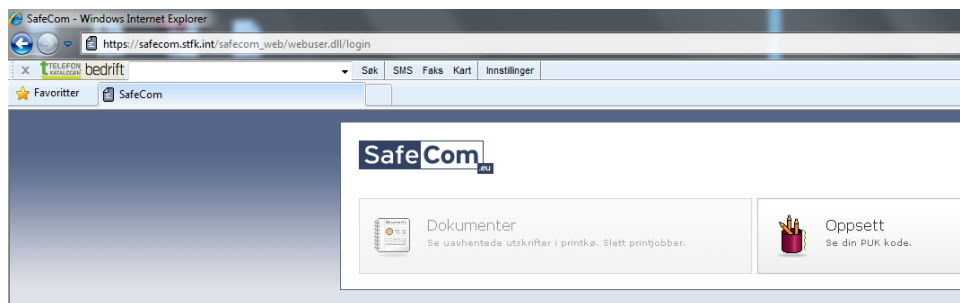 SafeCom - Windows Internet Explorer
https://safecom.stfk.int/safecom_web/webuser.dll/login
x TELEFON KATALOGEN bedrift Søk SMS Faks Kart Innstillinger
Favoritter SafeCom
SafeCom .eu
Dokumenter
Se uavhentede utskrifter i printkø. Slett printjobber.
Oppsett
Se din PUK kode.